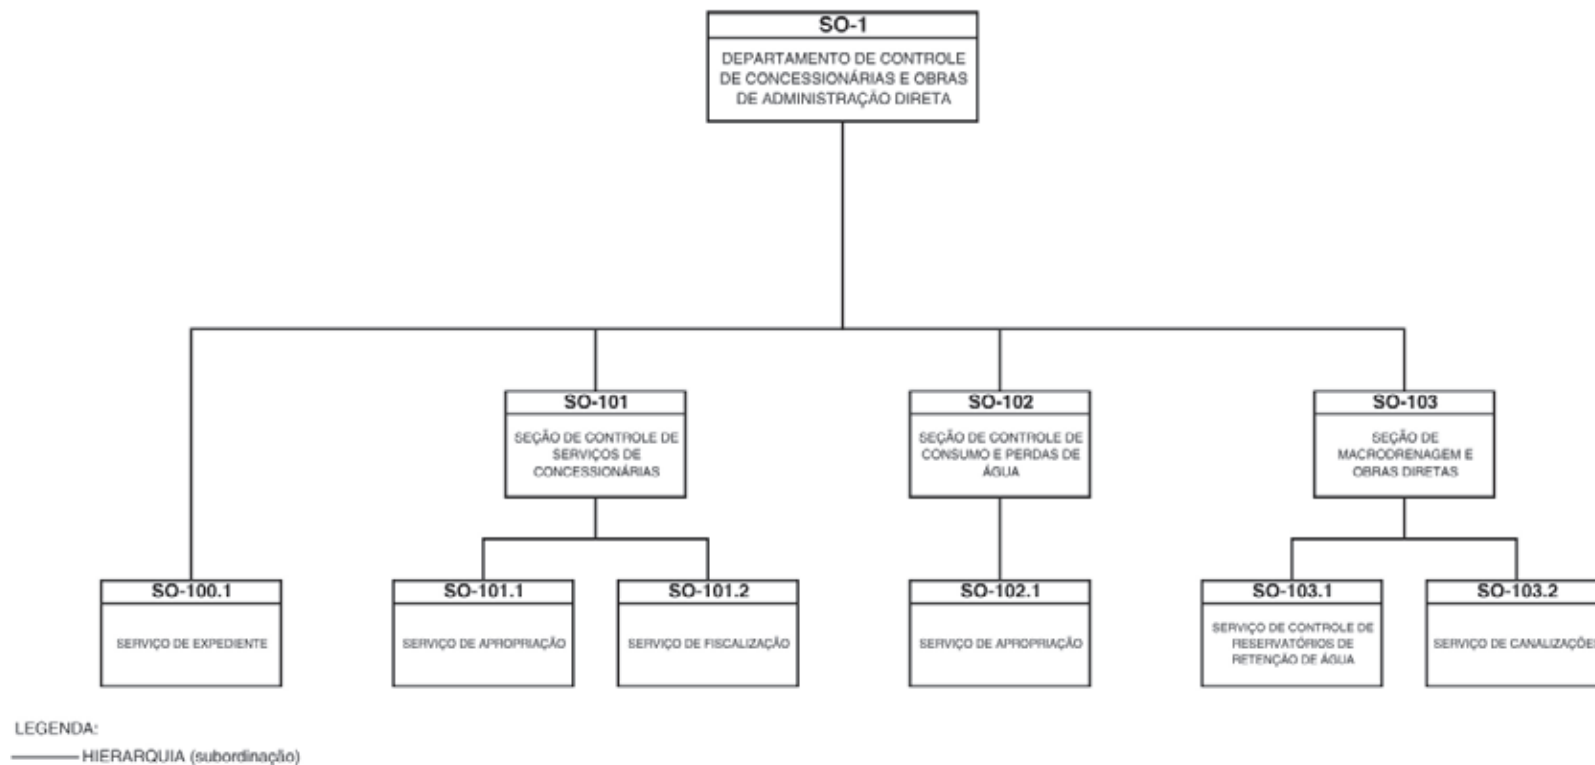 SO-1
DEPARTAMENTO DE CONTROLE
DE CONCESSIONÁRIAS E OBRAS
DE ADMINISTRAÇÃO DIRETA
SO-101
SEÇÃO DE CONTROLE DE
SERVIÇOS DE
CONCESSIONÁRIAS
SO-102
SEÇÃO DE CONTROLE DE
CONSUMO E PERDAS DE
ÁGUA
SO-103
SEÇÃO DE
MACRODRENAGEM E
OBRAS DIRETAS
SO-100.1
SERVIÇO DE EXPEDIENTE
SO-101.1
SERVIÇO DE APROPRIAÇÃO
SO-101.2
SERVIÇO DE FISCALIZAÇÃO
SO-102.1
SERVIÇO DE APROPRIAÇÃO
SO-103.1
SERVIÇO DE CONTROLE DE
RESERVATÓRIOS DE
RETENÇÃO DE ÁGUA
SO-103.2
SERVIÇO DE CANALIZAÇÕE
LEGENDA:
HIERARQUIA (subordinação)